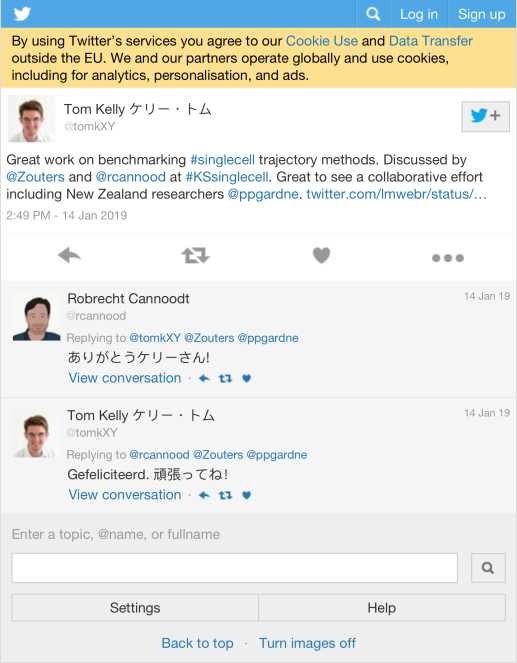 Log in
Sign up
By using Twitter’s services you agree to our Cookie Use and Data Transfer
outside the EU. We and our partners operate globally and use cookies,
including for analytics, personalisation, and ads.
Tom Kelly ケリー・トム
@tomkXY
+
Great work on benchmarking #singlecell trajectory methods. Discussed by
@Zouters and @rcannood at #KSsinglecell. Great to see a collaborative effort
including New Zealand researchers @ppgardne. twitter.com/lmwebr/status/…
2:49 PM - 14 Jan 2019
Robrecht Cannoodt
14 Jan 19
@rcannood
Replying to @tomkXY @Zouters @ppgardne
ありがとうケリーさん!
View conversation ·
Tom Kelly ケリー・トム
14 Jan 19
@tomkXY
Replying to @rcannood @Zouters @ppgardne
Gefeliciteerd. 頑張ってね!
View conversation ·
Enter a topic, @name, or fullname
Settings
Help
Back to top · Turn images off